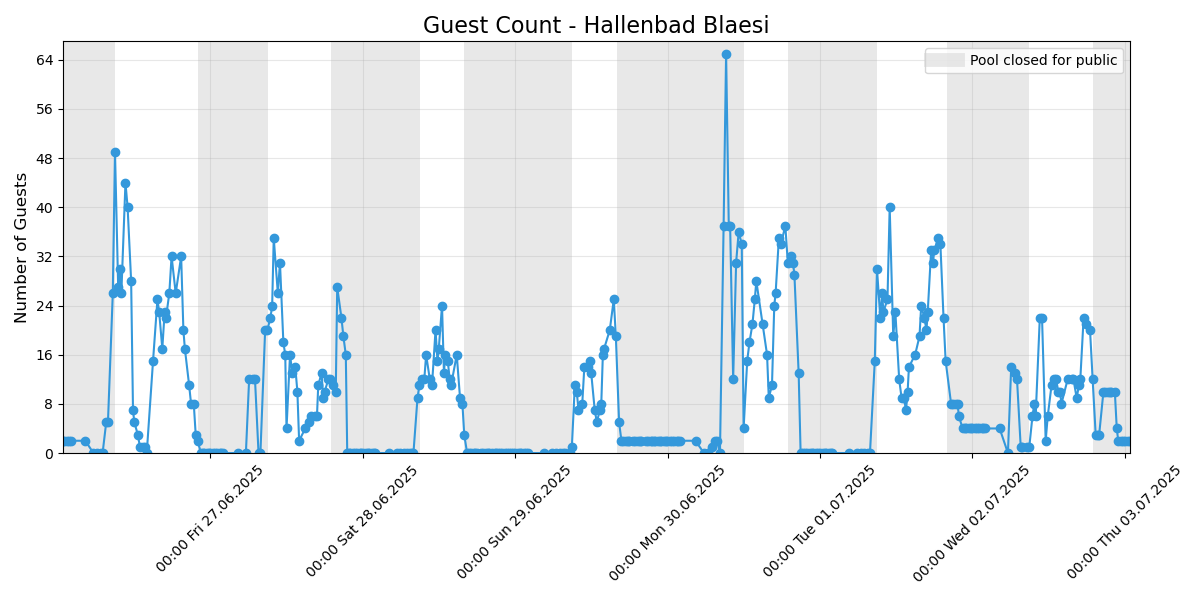 Guest Count - Hallenbad Blaesi
Pool closed for public
Number of Guests
64
56
48
40
32
24
16
8
0
00:00 Fri 27.06.2025
00:00 Sat 28.06.2025
00:00 Sun 29.06.2025
00:00 Mon 30.06.2025
00:00 Tue 01.07.2025
00:00 Wed 02.07.2025
00:00 Thu 03.07.2025